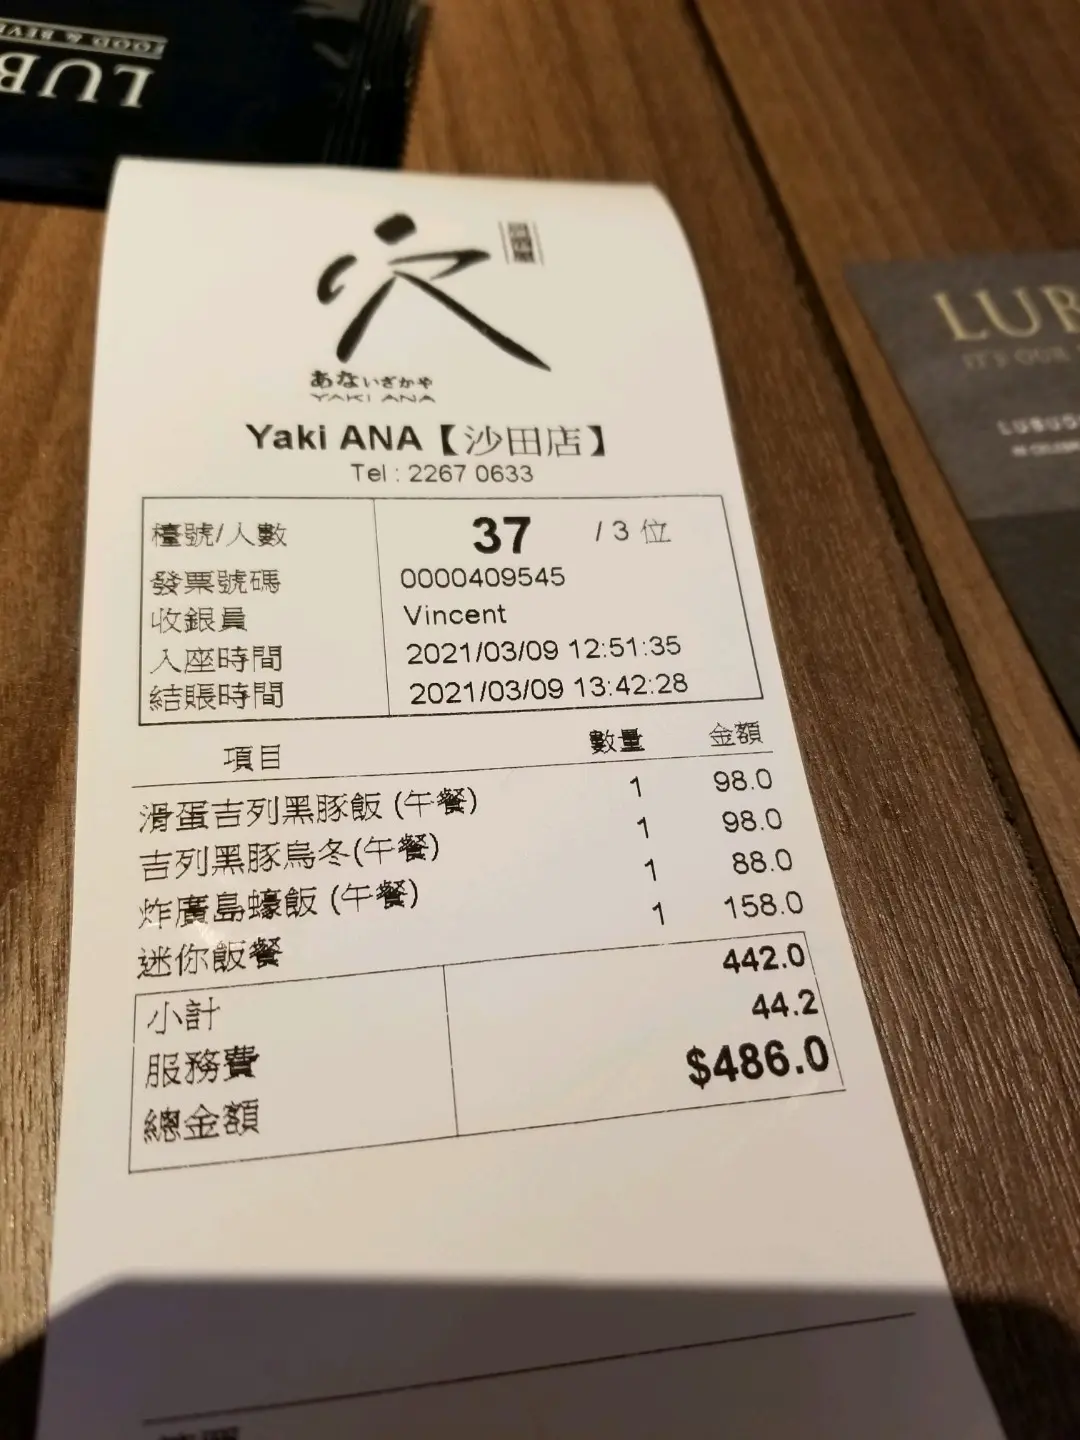 LUB
FOOD & BEV
穴
あないざかや
YAKI ANA
Yaki ANA【沙田店】
Tel : 2267 0633
檯號/人數 37 / 3 位
發票號碼 0000409545
收銀員 Vincent
入座時間 2021/03/09 12:51:35
結賬時間 2021/03/09 13:42:28
項目 數量 金額
滑蛋吉列黑豚飯 (午餐) 1 98.0
吉列黑豚烏冬(午餐) 1 98.0
炸廣島蠔飯 (午餐) 1 88.0
迷你飯餐 1 158.0
小計 442.0
服務費 44.2
總金額 $486.0
LUB
IT'S OUR
LUBUD